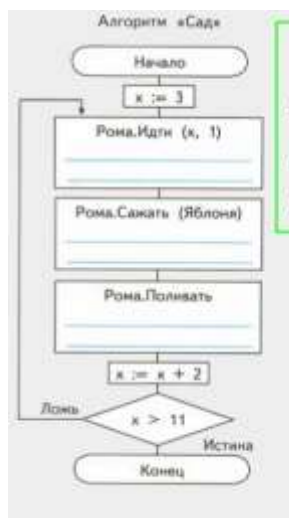 Алгоритм «Сад»
Начало
x := 3
Рома.Идти (x, 1)
Рома.Сажать (Яблоня)
Рома.Поливать
x := x + 2
Ложь
x > 11
Истина
Конец